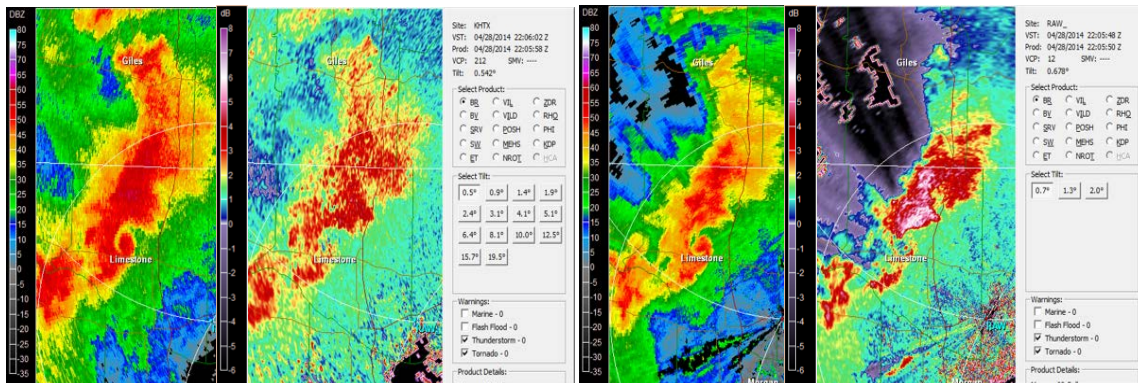 DBZ
80
75
70
65
60
55
50
45
40
35
30
25
20
15
10
5
0
-5
-10
-15
-20
-25
-30
-35
Giles
Limestone
dB
8
7
6
5
4
3
2
1
0
-1
-2
-3
-4
-5
-6
Giles
Limestone
RAW
Site: KHTX
VST: 04/28/2014 22:06:02 Z
Prod: 04/28/2014 22:05:58 Z
VCP: 212 SMV: ----
Tilt: 0.542°
Select Product:
BR VIL ZDR
BV VILD RHO
SRV POSH PHI
SW MEHS KDP
ET NROT HCA
Select Tilt:
0.5° 0.9° 1.4° 1.9°
2.4° 3.1° 4.1° 5.1°
6.4° 8.1° 10.0° 12.5°
15.7° 19.5°
Warnings:
Marine - 0
Flash Flood - 0
Thunderstorm - 0
Tornado - 0
Product Details:
DBZ
80
75
70
65
60
55
50
45
40
35
30
25
20
15
10
5
0
-5
-10
-15
-20
-25
-30
-35
Giles
Limestone
Morgan
dB
8
7
6
5
4
3
2
1
0
-1
-2
-3
-4
-5
-6
Giles
Limestone
RAW
Morgan
Site: RAW_
VST: 04/28/2014 22:05:48 Z
Prod: 04/28/2014 22:05:50 Z
VCP: 12 SMV: ----
Tilt: 0.678°
Select Product:
BR VIL ZDR
BV VILD RHO
SRV POSH PHI
SW MEHS KDP
ET NROT HCA
Select Tilt:
0.7° 1.3° 2.0°
Warnings:
Marine - 0
Flash Flood - 0
Thunderstorm - 0
Tornado - 0
Product Details: